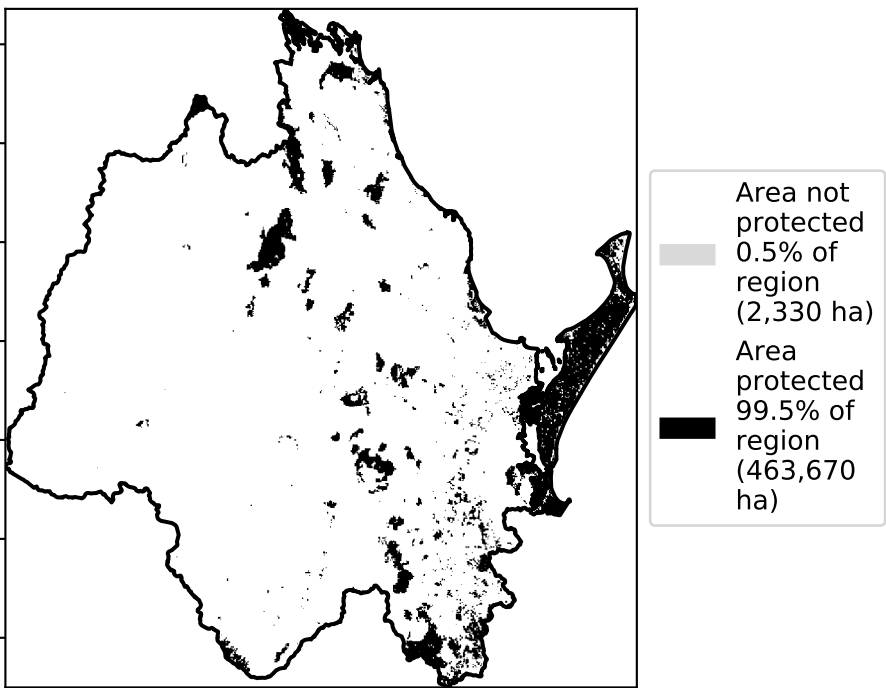 Area not
protected
0.5% of
region
(2,330 ha)
Area
protected
99.5% of
region
(463,670
ha)